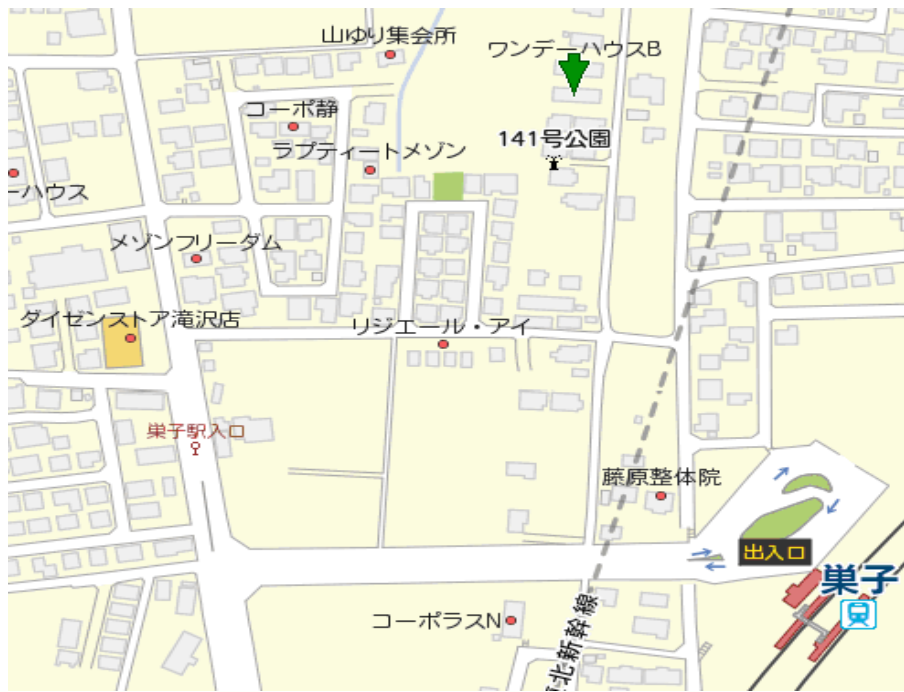 山ゆり集会所
ワンデーハウスB
コーポ静
141号公園
ラプティートメゾン
ーハウス
メゾンフリーダム
ダイゼンストア滝沢店
リジエール・アイ
巣子駅入口
藤原整体院
出入口
巣子
コーポラスN
北新幹線